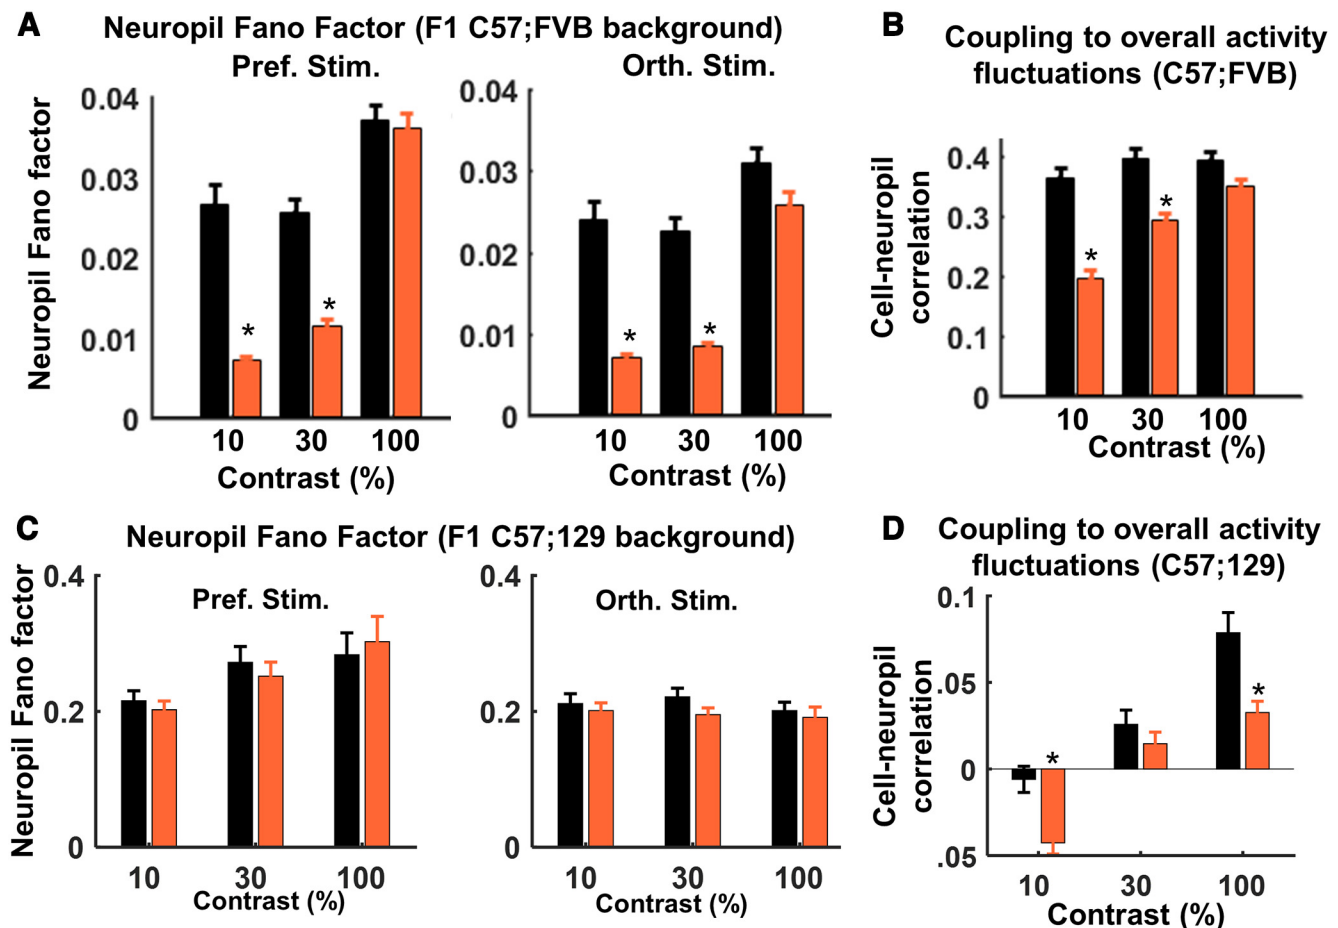 A
Neuropil Fano Factor (F1 C57;FVB background)
Pref. Stim.
Orth. Stim.
Neuropil Fano factor
0.04
0.03
0.02
0.01
0
*
*
10 30 100
Contrast (%)
0.04
0.03
0.02
0.01
0
*
*
10 30 100
Contrast (%)
B
Coupling to overall activity
fluctuations (C57;FVB)
Cell-neuropil
correlation
0.4
0.3
0.2
0.1
0
*
*
10 30 100
Contrast (%)
C
Neuropil Fano Factor (F1 C57;129 background)
Neuropil Fano factor
0.4
0.2
0
Pref. Stim.
10 30 100
Contrast (%)
0.4
0.2
0
Orth. Stim.
10 30 100
Contrast (%)
D
Coupling to overall activity
fluctuations (C57;129)
Cell-neuropil
correlation
0.1
.05
0
.05
*
*
10 30 100
Contrast (%)